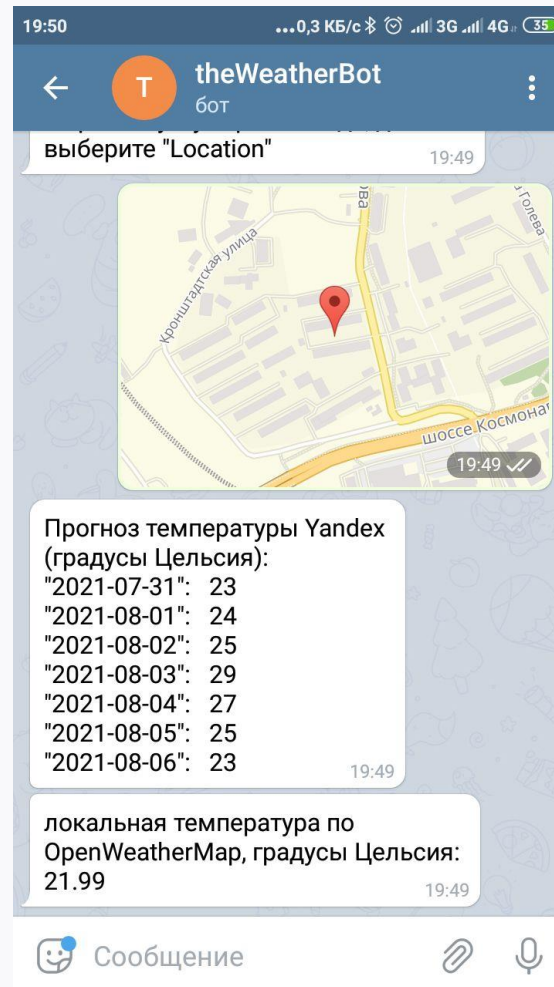 19:50
...0,3 КБ/с 3G 4G 35
T
theWeatherBot
бот
выберите "Location"
19:49
Кронштадтская улица
ова
Голева
шоссе Космонав
19:49
Прогноз температуры Yandex
(градусы Цельсия):
"2021-07-31": 23
"2021-08-01": 24
"2021-08-02": 25
"2021-08-03": 29
"2021-08-04": 27
"2021-08-05": 25
"2021-08-06": 23
19:49
локальная температура по
OpenWeatherMap, градусы Цельсия:
21.99
19:49
Сообщение